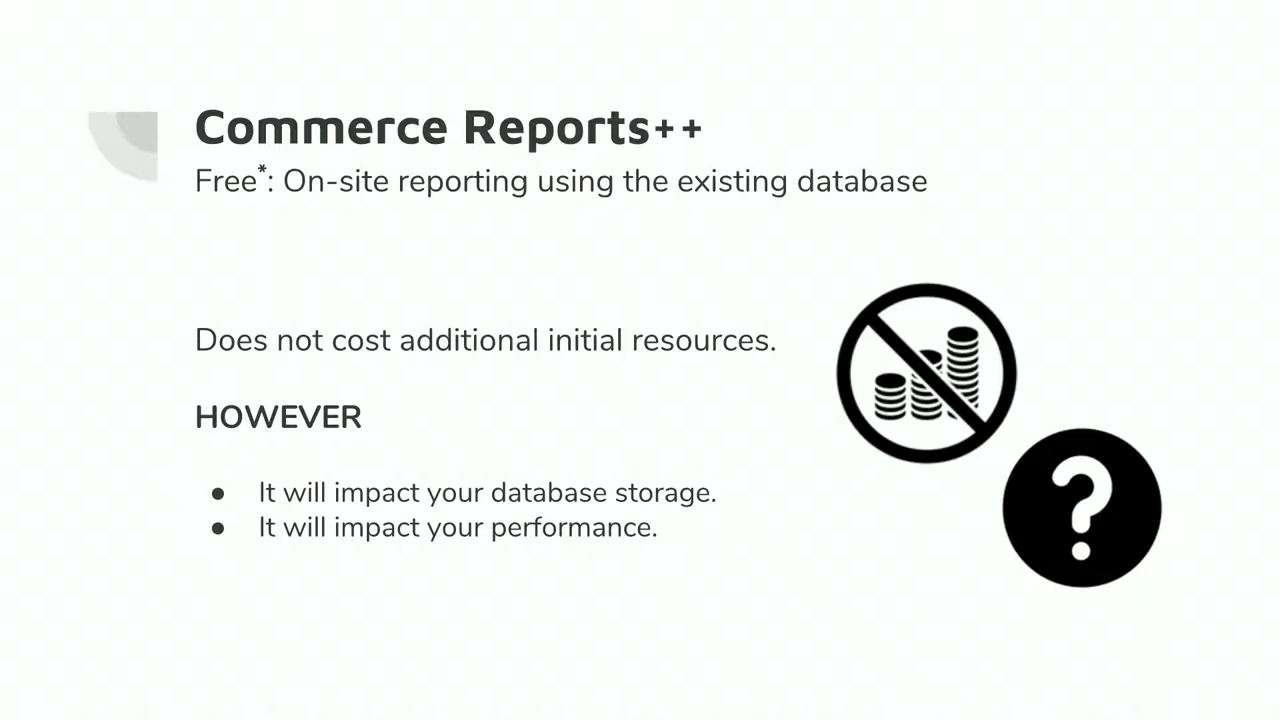 Commerce Reports++
Free*: On-site reporting using the existing database
Does not cost additional initial resources.
HOWEVER
● It will impact your database storage.
● It will impact your performance.
?